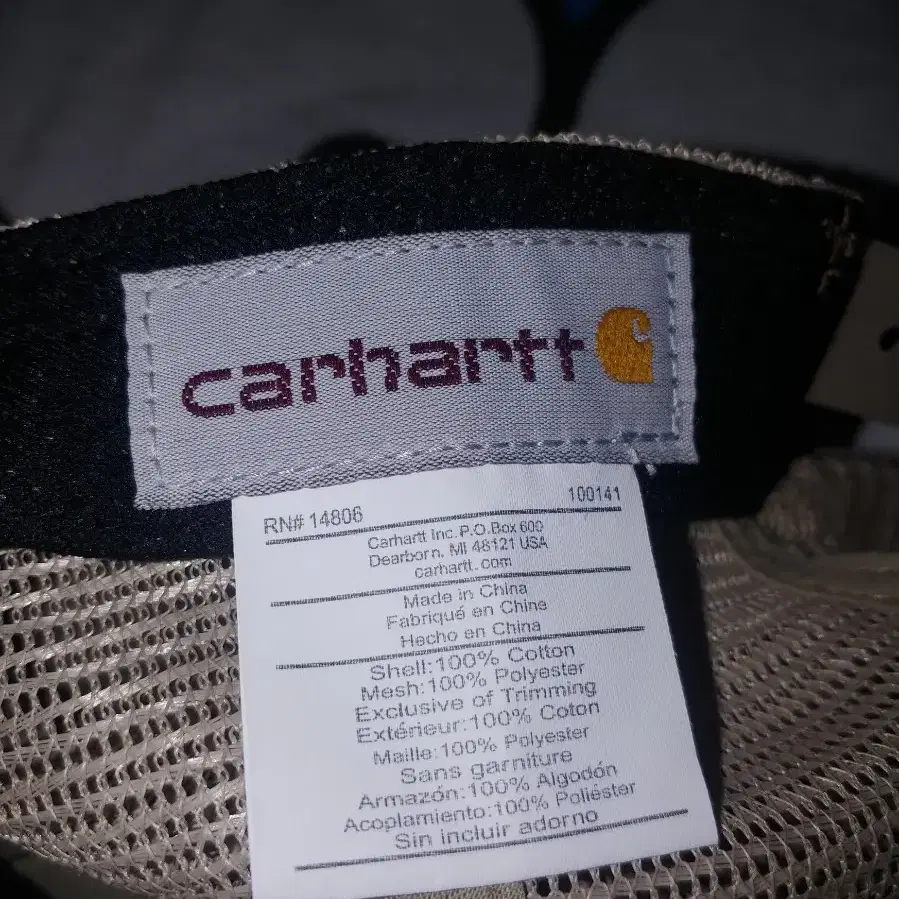 carhartt
RN# 14806 100141
Carhartt Inc. P.O.Box 600
Dearborn, MI 48121 USA
carhartt.com
Made in China
Fabriqué en Chine
Hecho en China
Shell:100% Cotton
Mesh:100% Polyester
Exclusive of Trimming
Extérieur:100% Coton
Maille:100% Polyester
Sans garniture
Armazón:100% Algodón
Acoplamiento:100% Poliéster
Sin incluir adorno